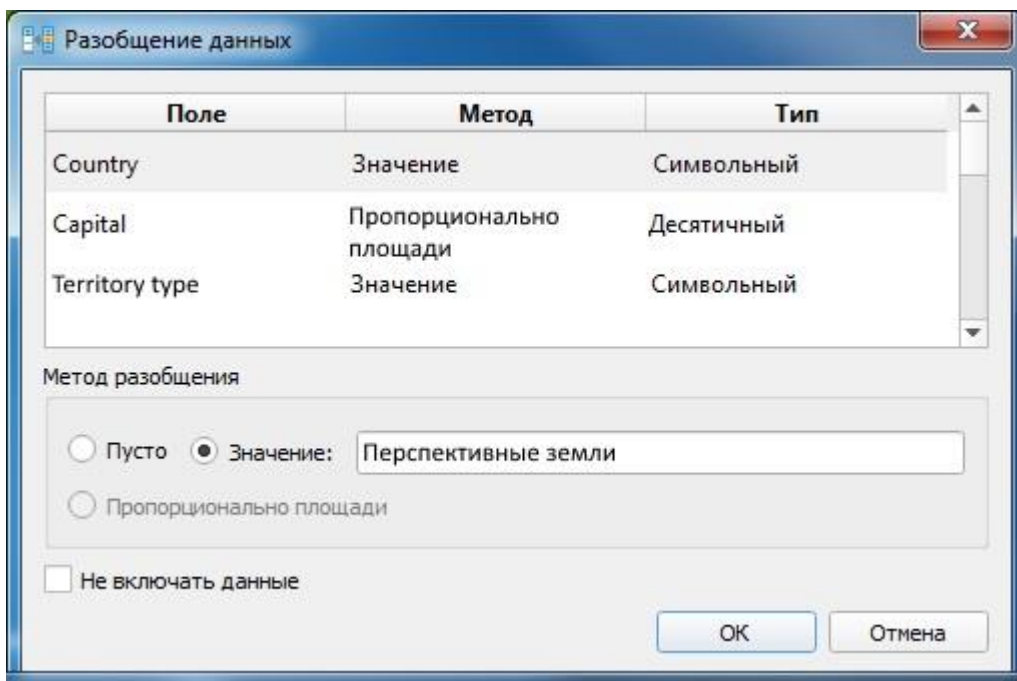 Разобщение данных
Поле Метод Тип
Country Значение Символьный
Capital Пропорционально площади Десятичный
Territory type Значение Символьный
Метод разобщения
Пусто Значение: Перспективные земли
Пропорционально площади
Не включать данные
ОК Отмена